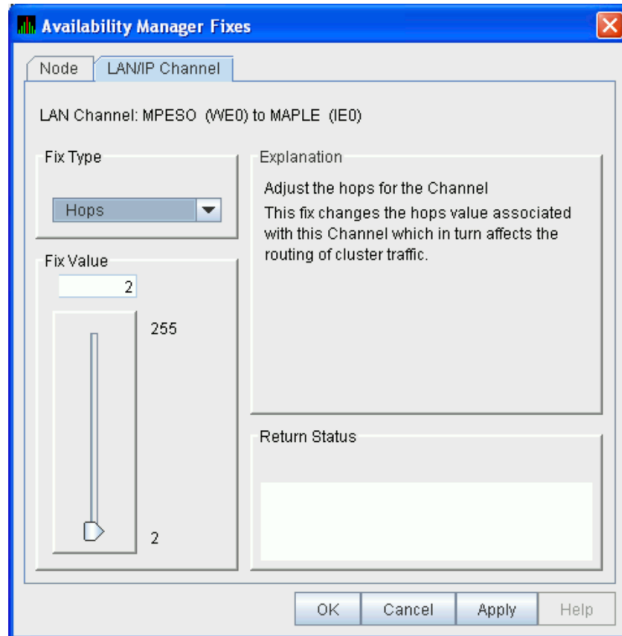 Availability Manager Fixes
Node
LAN/IP Channel
LAN Channel: MPESO (WE0) to MAPLE (IE0)
Fix Type
Hops
Fix Value
2
255
2
Explanation
Adjust the hops for the Channel
This fix changes the hops value associated
with this Channel which in turn affects the
routing of cluster traffic.
Return Status
OK
Cancel
Apply
Help